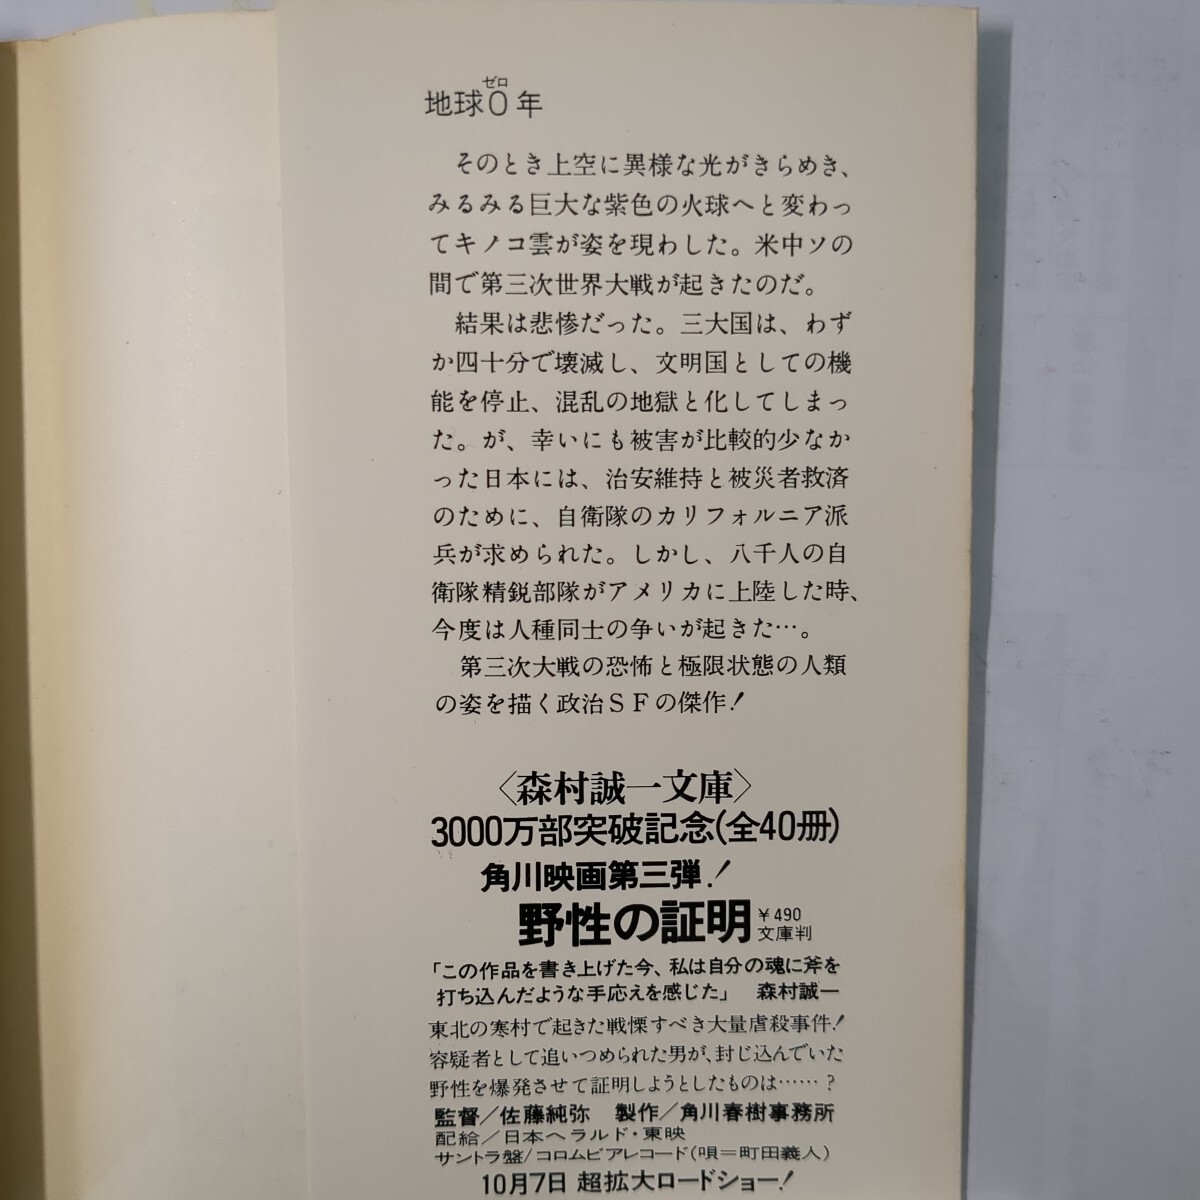 ゼロ
地球0年
そのとき上空に異様な光がきらめき、
みるみる巨大な紫色の火球へと変わっ
てキノコ雲が姿を現わした。米中ソの
間で第三次世界大戦が起きたのだ。
結果は悲惨だった。三大国は、わず
か四十分で壊滅し、文明国としての機
能を停止、混乱の地獄と化してしまっ
た。が、幸いにも被害が比較的少なか
った日本には、治安維持と被災者救済
のために、自衛隊のカリフォルニア派
兵が求められた。しかし、八千人の自
衛隊精鋭部隊がアメリカに上陸した時、
今度は人種同士の争いが起きた…。
第三次大戦の恐怖と極限状態の人類
の姿を描く政治SFの傑作!
〈森村誠一文庫〉
3000万部突破記念(全40冊)
角川映画第三弾!
野性の証明 ¥490
文庫判
「この作品を書き上げた今、私は自分の魂に斧を
打ち込んだような手応えを感じた」 森村誠一
東北の寒村で起きた戦慄すべき大量虐殺事件!
容疑者として追いつめられた男が、封じ込んでいた
野性を爆発させて証明しようとしたものは……?
監督/佐藤純弥 製作/角川春樹事務所
配給/日本ヘラルド・東映
サントラ盤/コロムビアレコード(唄=町田義人)
10月7日 超拡大ロードショー!